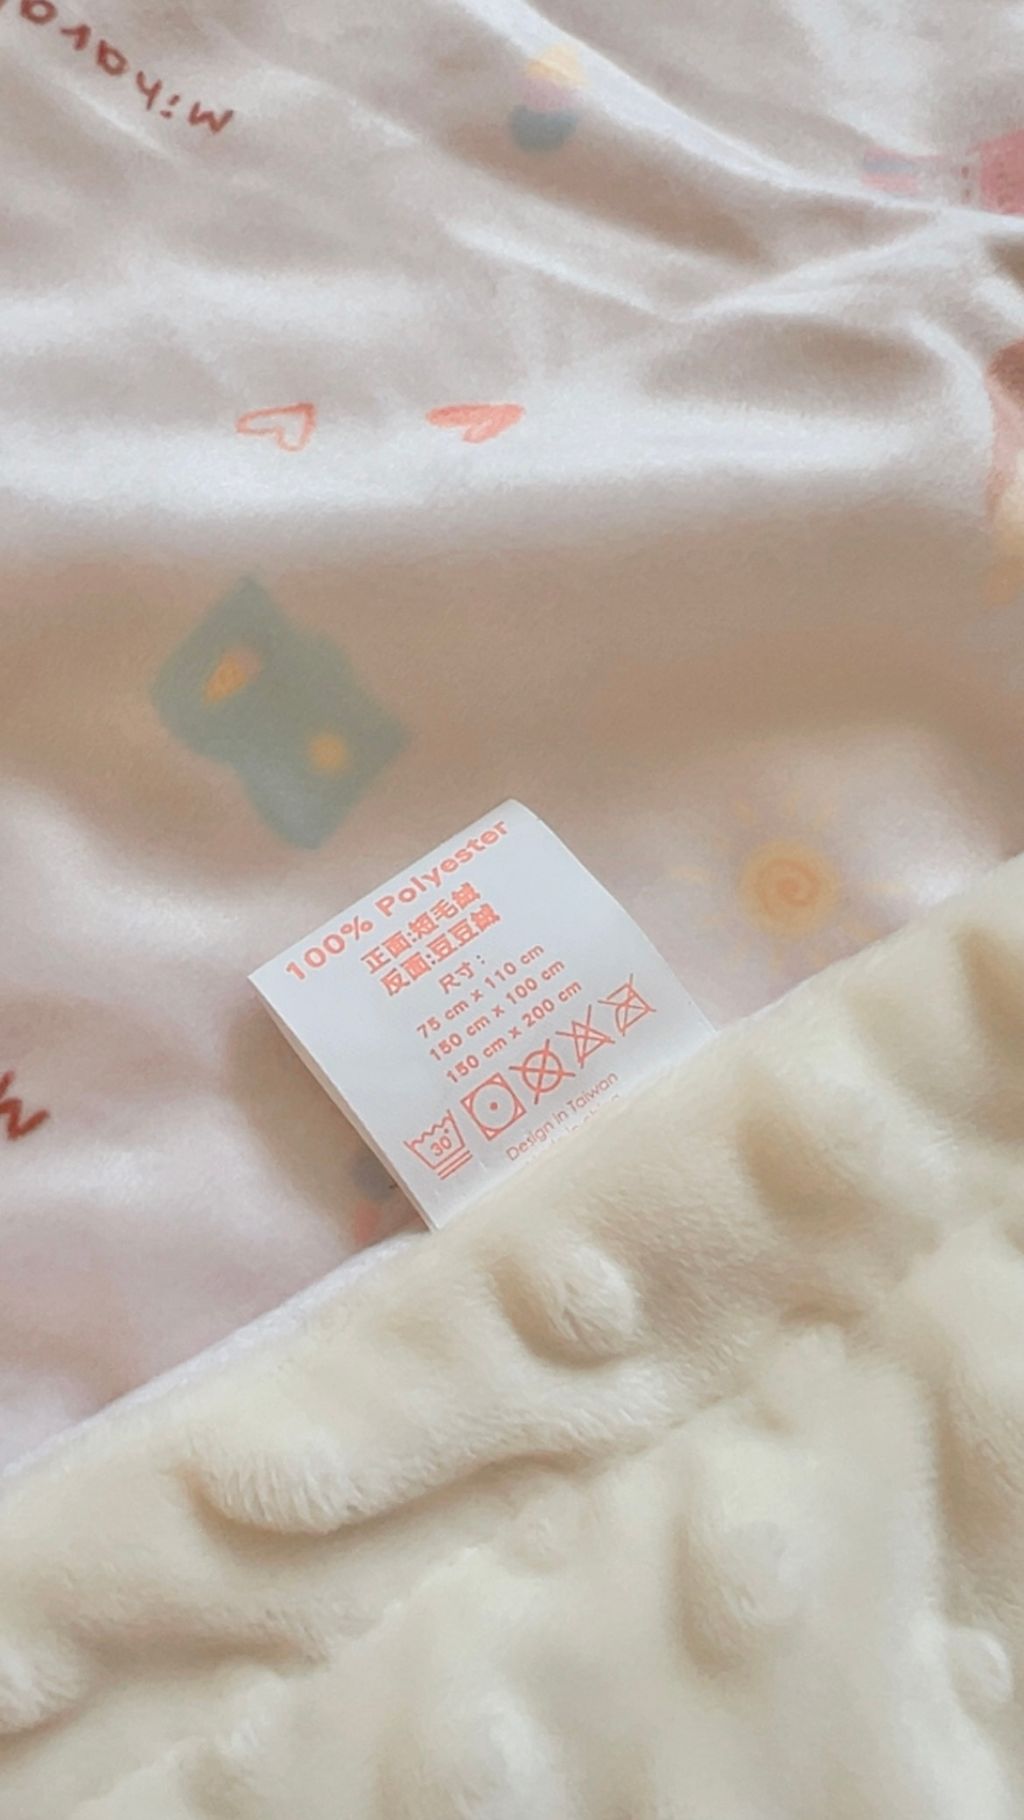 100% Polyester
正面:短毛絨
反面:豆豆絨
尺寸:
75 cm x 110 cm
150 cm x 100 cm
150 cm x 200 cm
30°
Design in Taiwan